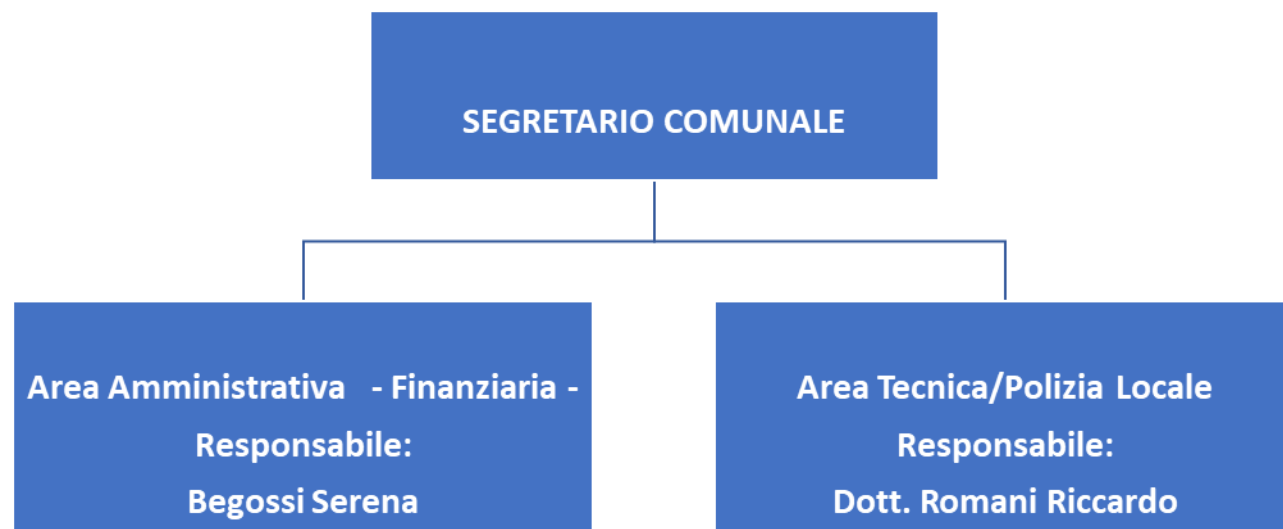 SEGRETARIO COMUNALE
Area Amministrativa - Finanziaria -
Responsabile:
Begossi Serena
Area Tecnica/Polizia Locale
Responsabile:
Dott. Romani Riccardo